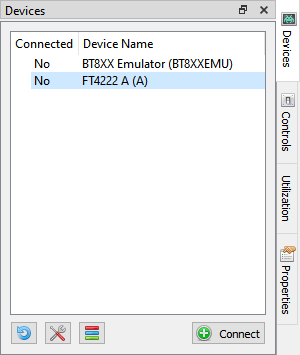 Devices
Connected Device Name
No BT8XX Emulator (BT8XXEMU)
No FT4222 A (A)
Connect
Devices
Controls
Utilization
Properties